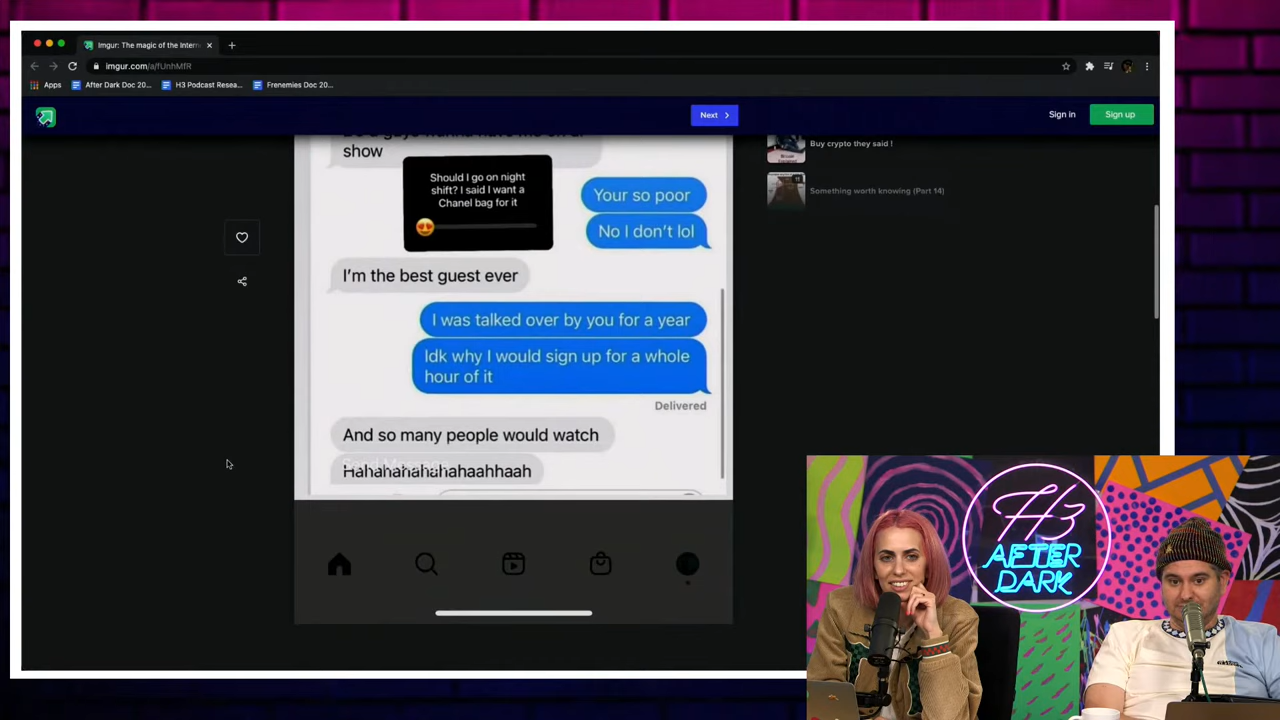 Imgur: The magic of the Intern
imgur.com/a/fUnhMfR
Apps
After Dark Doc 20...
H3 Podcast Resea...
Frenemies Doc 20...
Next
Sign in
Sign up
show
Should I go on night
shift? I said I want a
Chanel bag for it
Your so poor
No I don't lol
I'm the best guest ever
I was talked over by you for a year
Idk why I would sign up for a whole
hour of it
Delivered
And so many people would watch
Hahahahahahahaahhaah
Buy crypto they said !
Something worth knowing (Part 14)
H3
AFTER
DARK